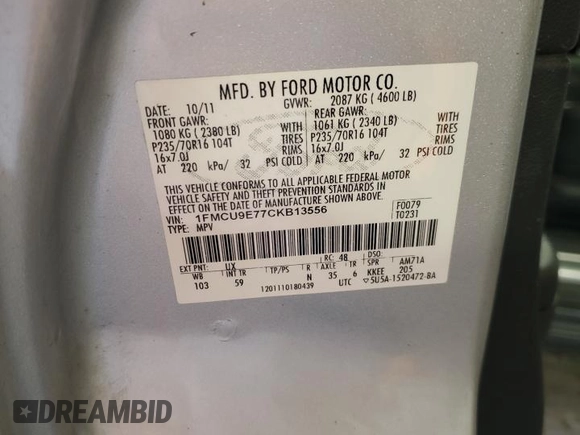 MFD. BY FORD MOTOR CO.
DATE: 10/11 GVWR: 2087 KG ( 4600 LB)
FRONT GAWR: REAR GAWR:
1080 KG ( 2380 LB) WITH 1061 KG ( 2340 LB) WITH
P235/70R16 104T TIRES P235/70R16 104T TIRES
16x7.0J RIMS 16x7.0J RIMS
AT 220 kPa/ 32 PSI COLD AT 220 kPa/ 32 PSI COLD
THIS VEHICLE CONFORMS TO ALL APPLICABLE FEDERAL MOTOR
VEHICLE SAFETY AND THEFT PREVENTION STANDARDS IN EFFECT
ON THE DATE OF MANUFACTURE SHOWN ABOVE.
VIN: 1FMCU9E77CKB13556 F0079
TYPE: MPV T0231
EXT PNT: UX RC: 48 DSO:
WB INT TR TP/PS R AXLE TR SPR AM71A
103 59 N 35 6 KKEE 205
1201110180439 UTC ▽5U5A-1520472-BA
DREAMBID